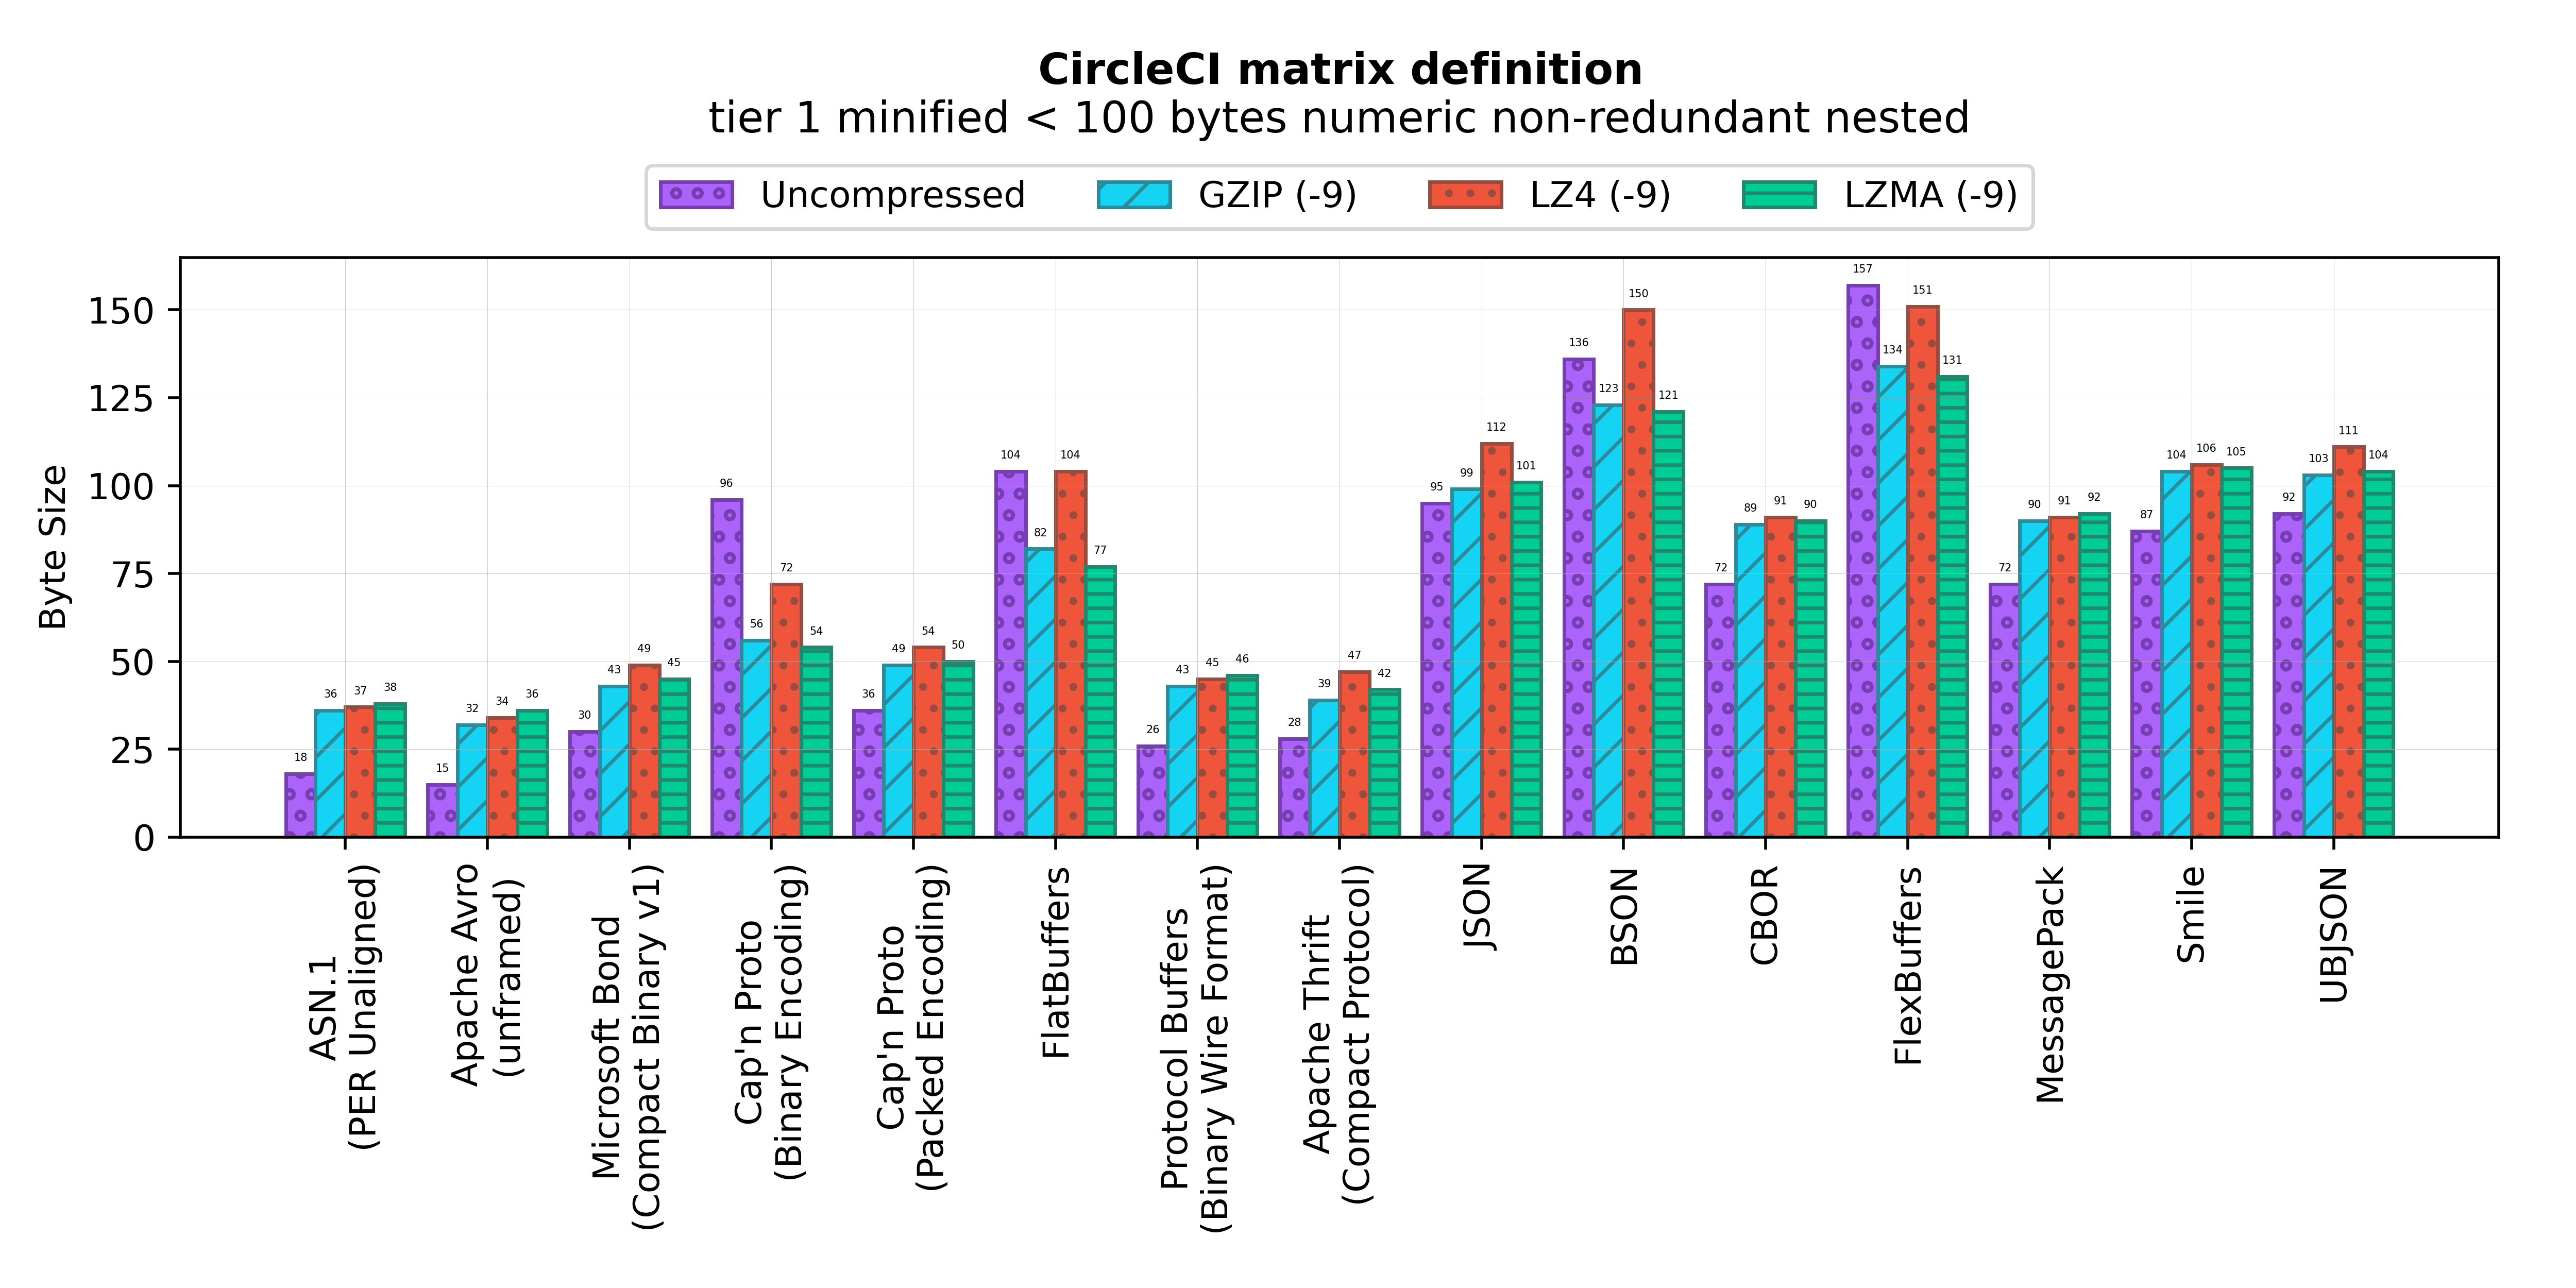 CircleCI matrix definition
tier 1 minified < 100 bytes numeric non-redundant nested
Uncompressed GZIP (-9) LZ4 (-9) LZMA (-9)
Byte Size
150
125
100
75
50
25
0
18 36 37 38
15 32 34 36
30 43 49 45
96 56 72 54
36 49 54 50
104 82 104 77
26 43 45 46
28 39 47 42
95 99 112 101
136 123 150 121
72 89 91 90
157 134 151 131
72 90 91 92
87 104 106 105
92 103 111 104
ASN.1
(PER Unaligned)
Apache Avro
(unframed)
Microsoft Bond
(Compact Binary v1)
Cap'n Proto
(Binary Encoding)
Cap'n Proto
(Packed Encoding)
FlatBuffers
Protocol Buffers
(Binary Wire Format)
Apache Thrift
(Compact Protocol)
JSON
BSON
CBOR
FlexBuffers
MessagePack
Smile
UBJSON